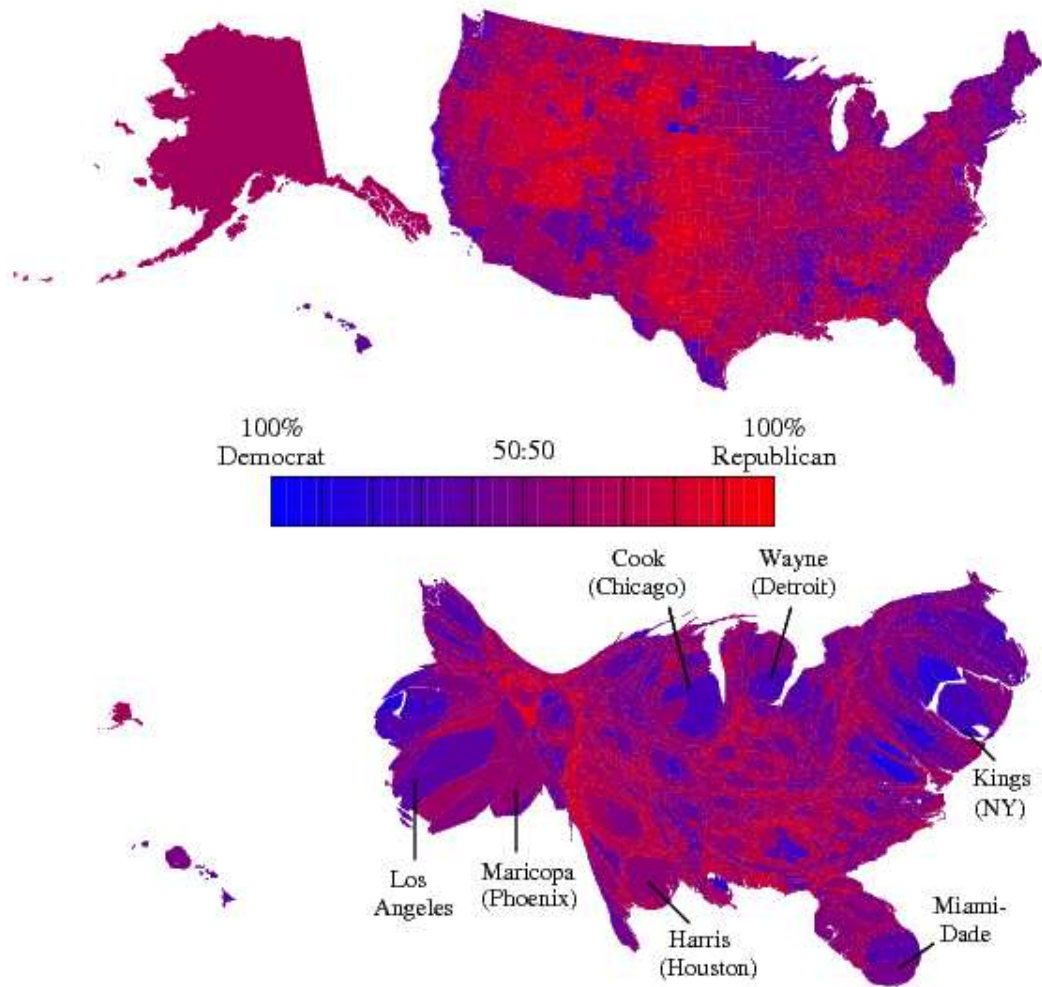 100%
Democrat
50:50
100%
Republican
Cook
(Chicago)
Wayne
(Detroit)
Kings
(NY)
Los
Angeles
Maricopa
(Phoenix)
Harris
(Houston)
Miami-
Dade